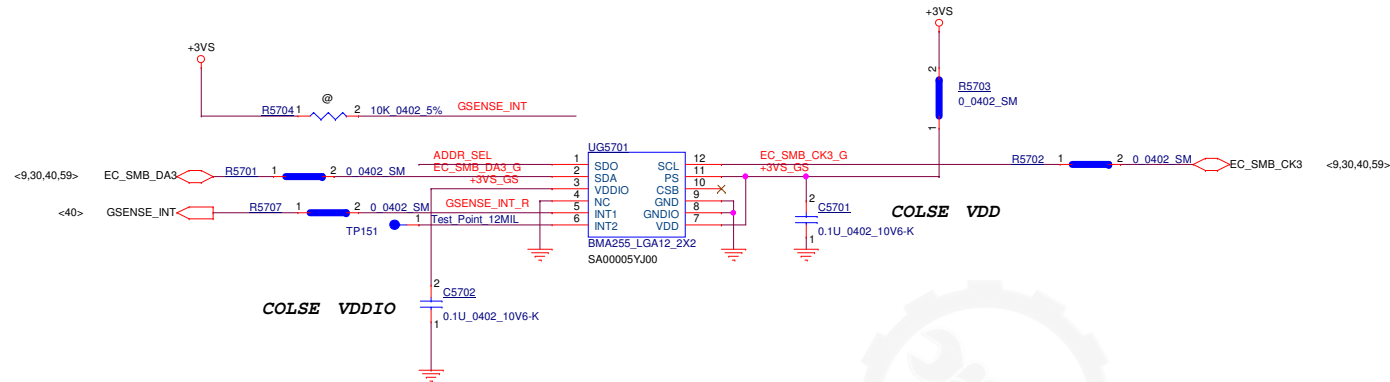 +3VS
+3VS
R5703
0_0402_SM
2
1
@
R5704 1 2 10K_0402_5% GSENSE_INT
UG5701
ADDR_SEL 1 SDO SCL 12 EC_SMB_CK3_G R5702 1 2 0_0402_SM EC_SMB_CK3 <9,30,40,59>
<9,30,40,59> EC_SMB_DA3 R5701 1 2 0_0402_SM EC_SMB_DA3_G 2 SDA PS 11 +3VS_GS
+3VS_GS 3 VDDIO CSB 10
4 NC GND 9
<40> GSENSE_INT R5707 1 2 0_0402_SM GSENSE_INT_R 5 INT1 GNDIO 8
TP151 1 Test_Point_12MIL 6 INT2 VDD 7
2 C5701
0.1U_0402_10V6-K
1
COLSE VDD
BMA255_LGA12_2X2
SA00005YJ00
COLSE VDDIO
2 C5702
0.1U_0402_10V6-K
1